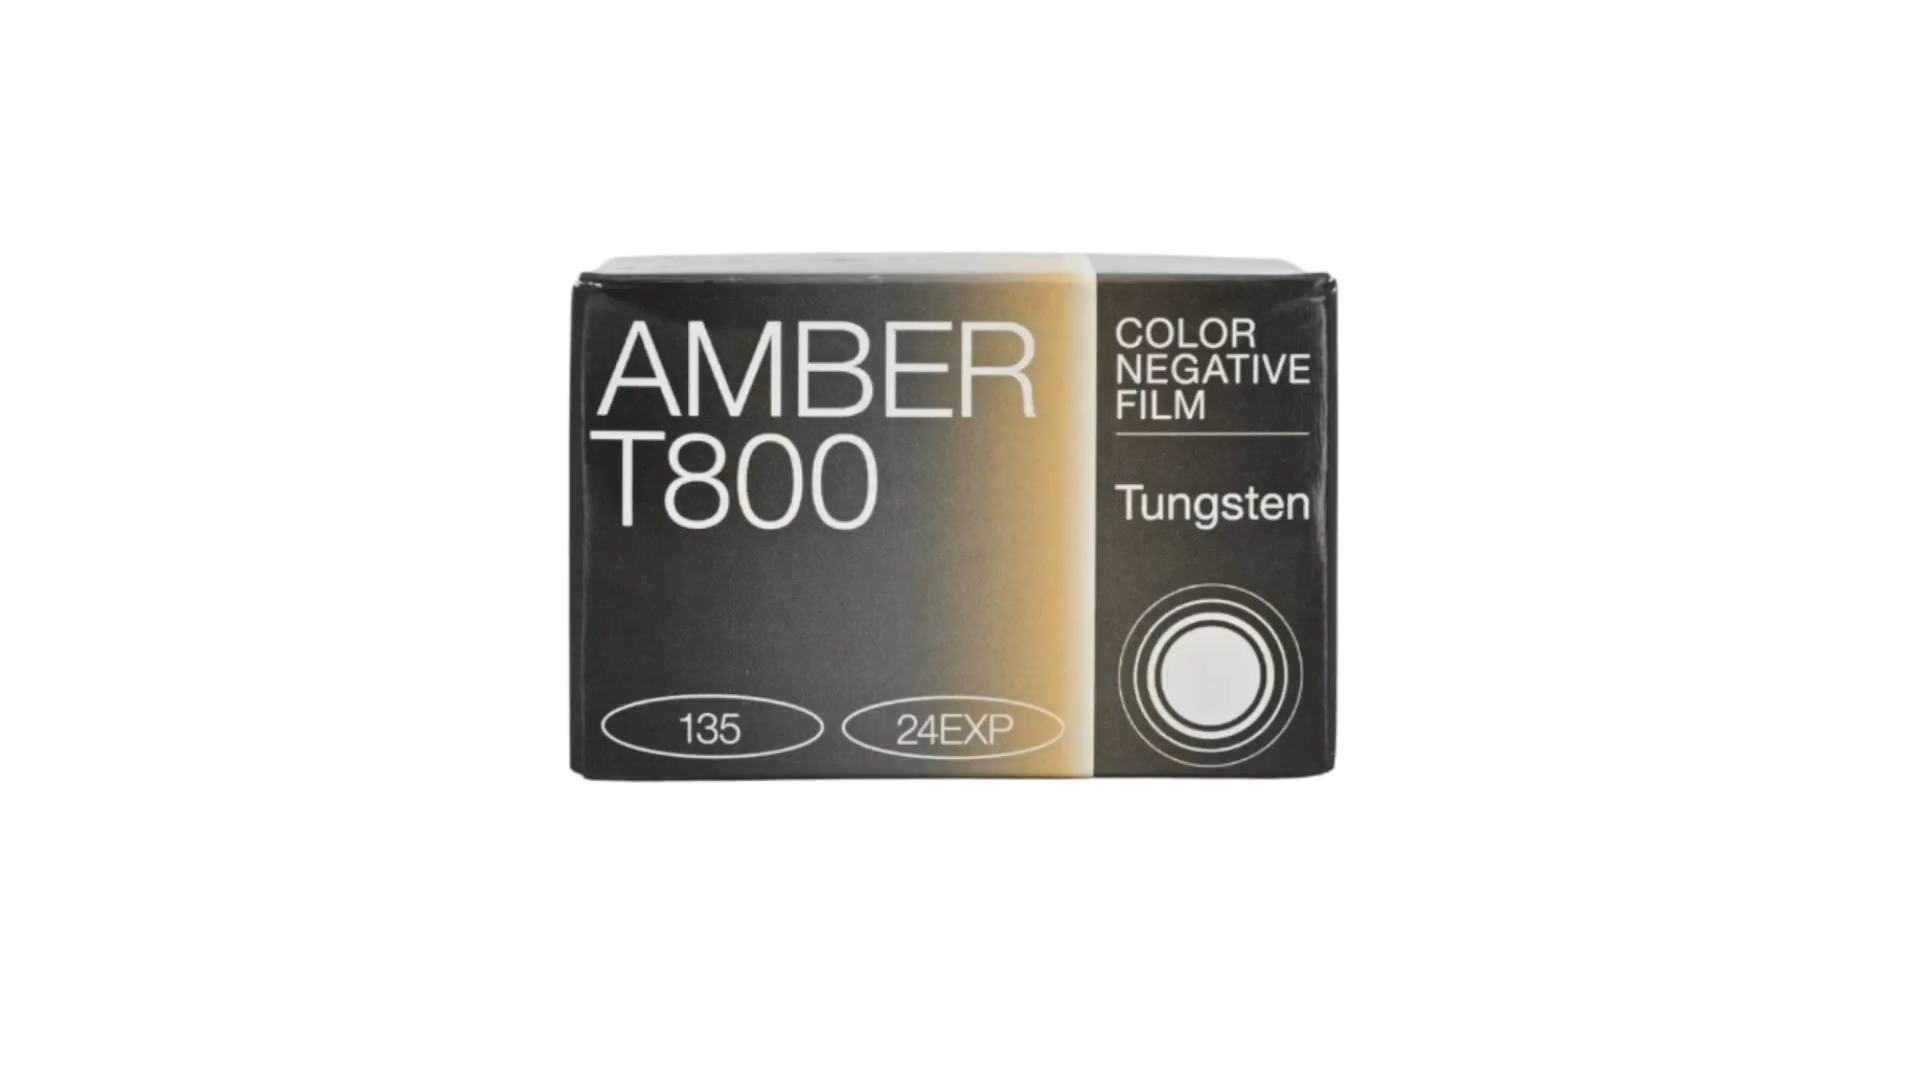 AMBER
T800
135
24EXP
COLOR
NEGATIVE
FILM
Tungsten